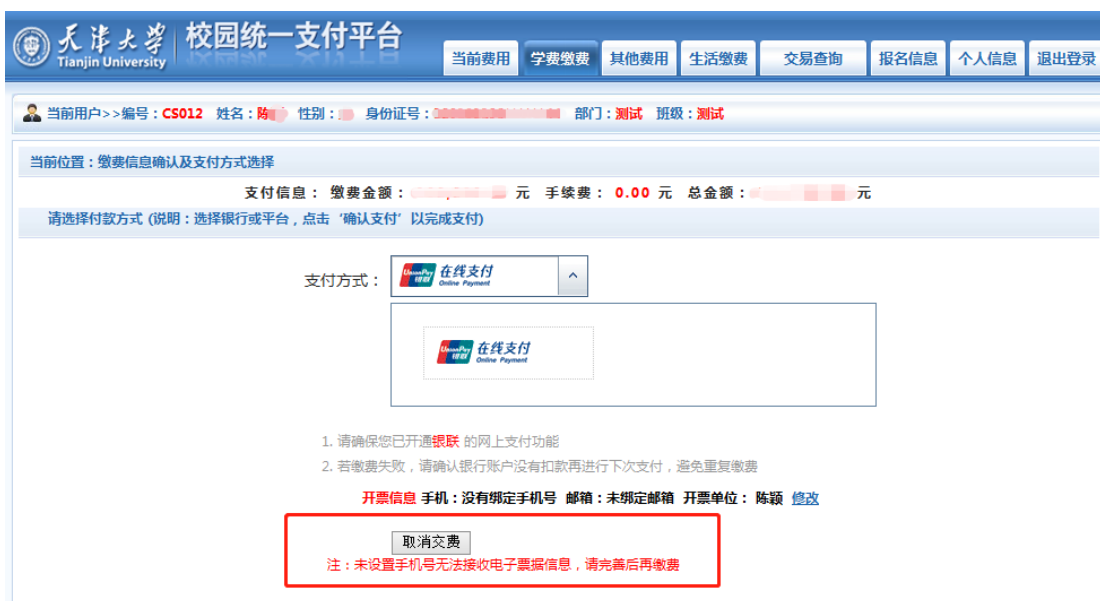 天津大学 校园统一支付平台
Tianjin University
当前费用 学费缴费 其他费用 生活缴费 交易查询 报名信息 个人信息 退出登录
当前用户>>编号：CS012 姓名：陈 性别： 身份证号： 部门：测试 班级：测试
当前位置：缴费信息确认及支付方式选择
支付信息： 缴费金额： 元 手续费： 0.00 元 总金额： 元
请选择付款方式 (说明：选择银行或平台，点击‘确认支付’以完成支付)
支付方式： UnionPay 银联 在线支付 Online Payment
UnionPay 银联 在线支付 Online Payment
1. 请确保您已开通银联 的网上支付功能
2. 若缴费失败，请确认银行账户没有扣款再进行下次支付，避免重复缴费
开票信息 手机：没有绑定手机号 邮箱：未绑定邮箱 开票单位： 陈颖 修改
取消交费
注：未设置手机号无法接收电子票据信息，请完善后再缴费